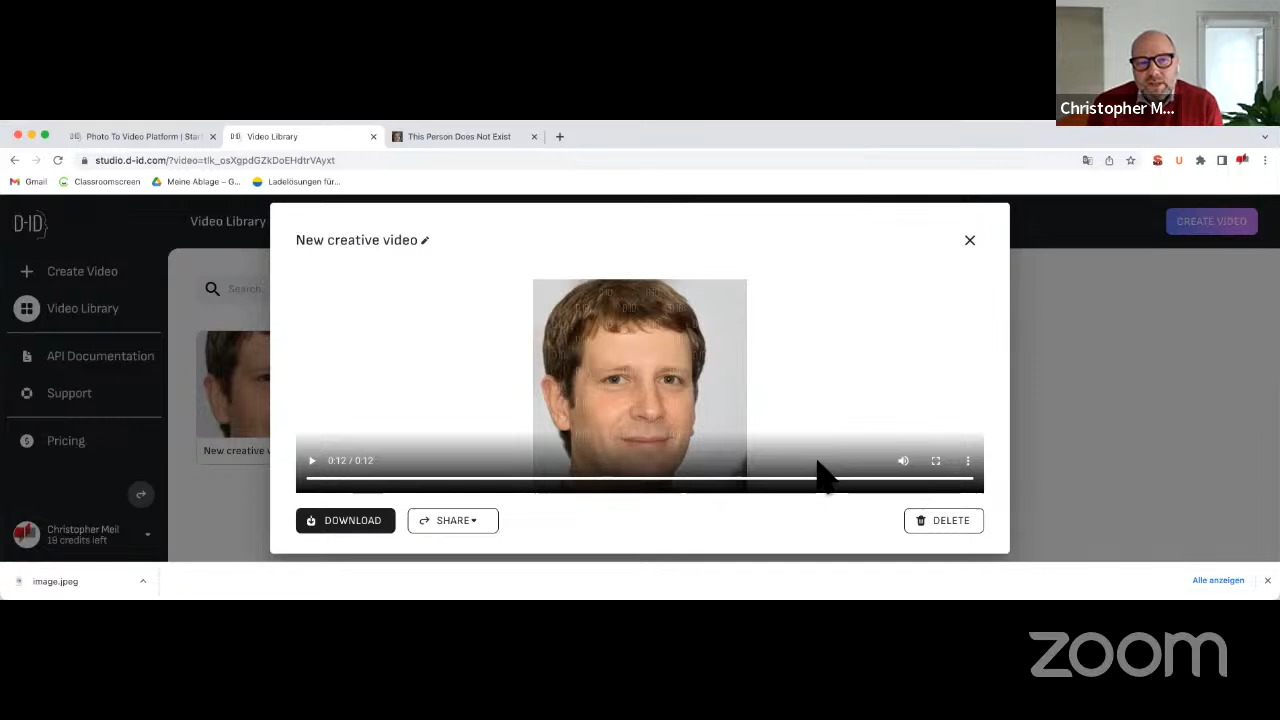 Christopher M...
Photo To Video Platform | Star
Video Library
This Person Does Not Exist
studio.d-id.com/?video=tlk_osXgpdGZkDoEHdtrVAyxt
Gmail
Classroomscreen
Meine Ablage – G...
Ladelösungen für...
D-ID
Video Library
CREATE VIDEO
New creative video
Create Video
Video Library
Search...
API Documentation
Support
Pricing
New creative v
0:12 / 0:12
DOWNLOAD
SHARE
DELETE
Christopher Meil
19 credits left
image.jpeg
Alle anzeigen
zoom